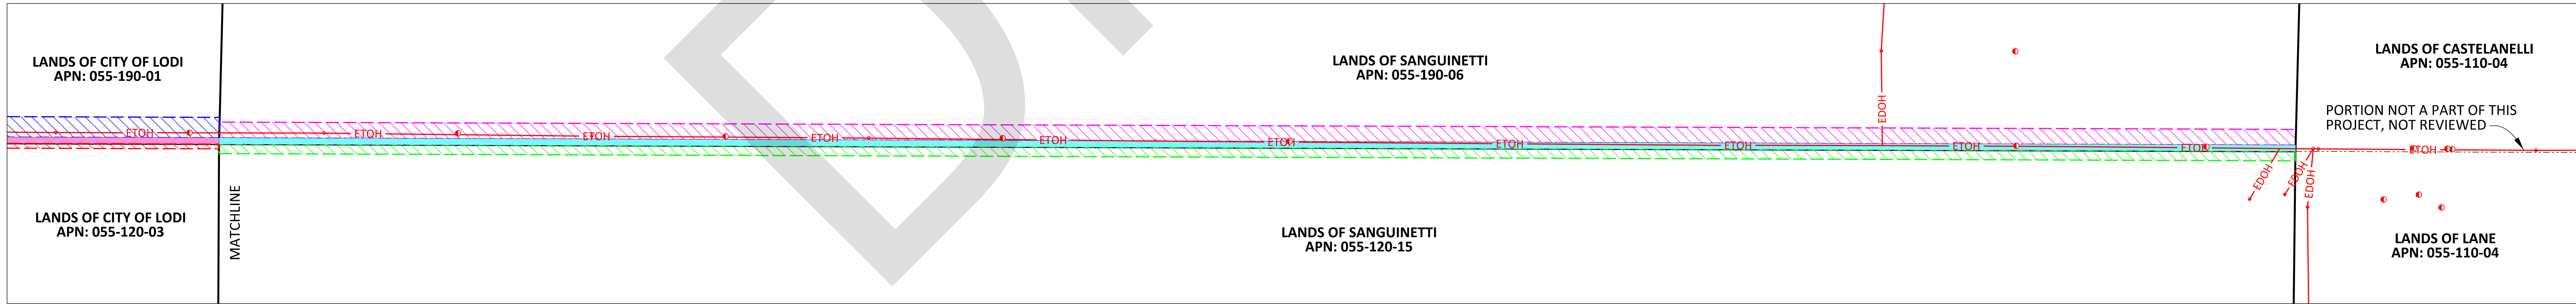 LANDS OF CITY OF LODI
APN: 055-190-01
LANDS OF SANGUINETTI
APN: 055-190-06
LANDS OF CASTELANELLI
APN: 055-110-04
PORTION NOT A PART OF THIS
PROJECT, NOT REVIEWED
EDOH
ETOH
ETOH
ETOH
ETOH
ETOH
ETOH
ETOH
ETOH
ETOH
ETOH
ETOH
EDOH
EDOH
EDOH
MATCHLINE
LANDS OF CITY OF LODI
APN: 055-120-03
LANDS OF SANGUINETTI
APN: 055-120-15
LANDS OF LANE
APN: 055-110-04